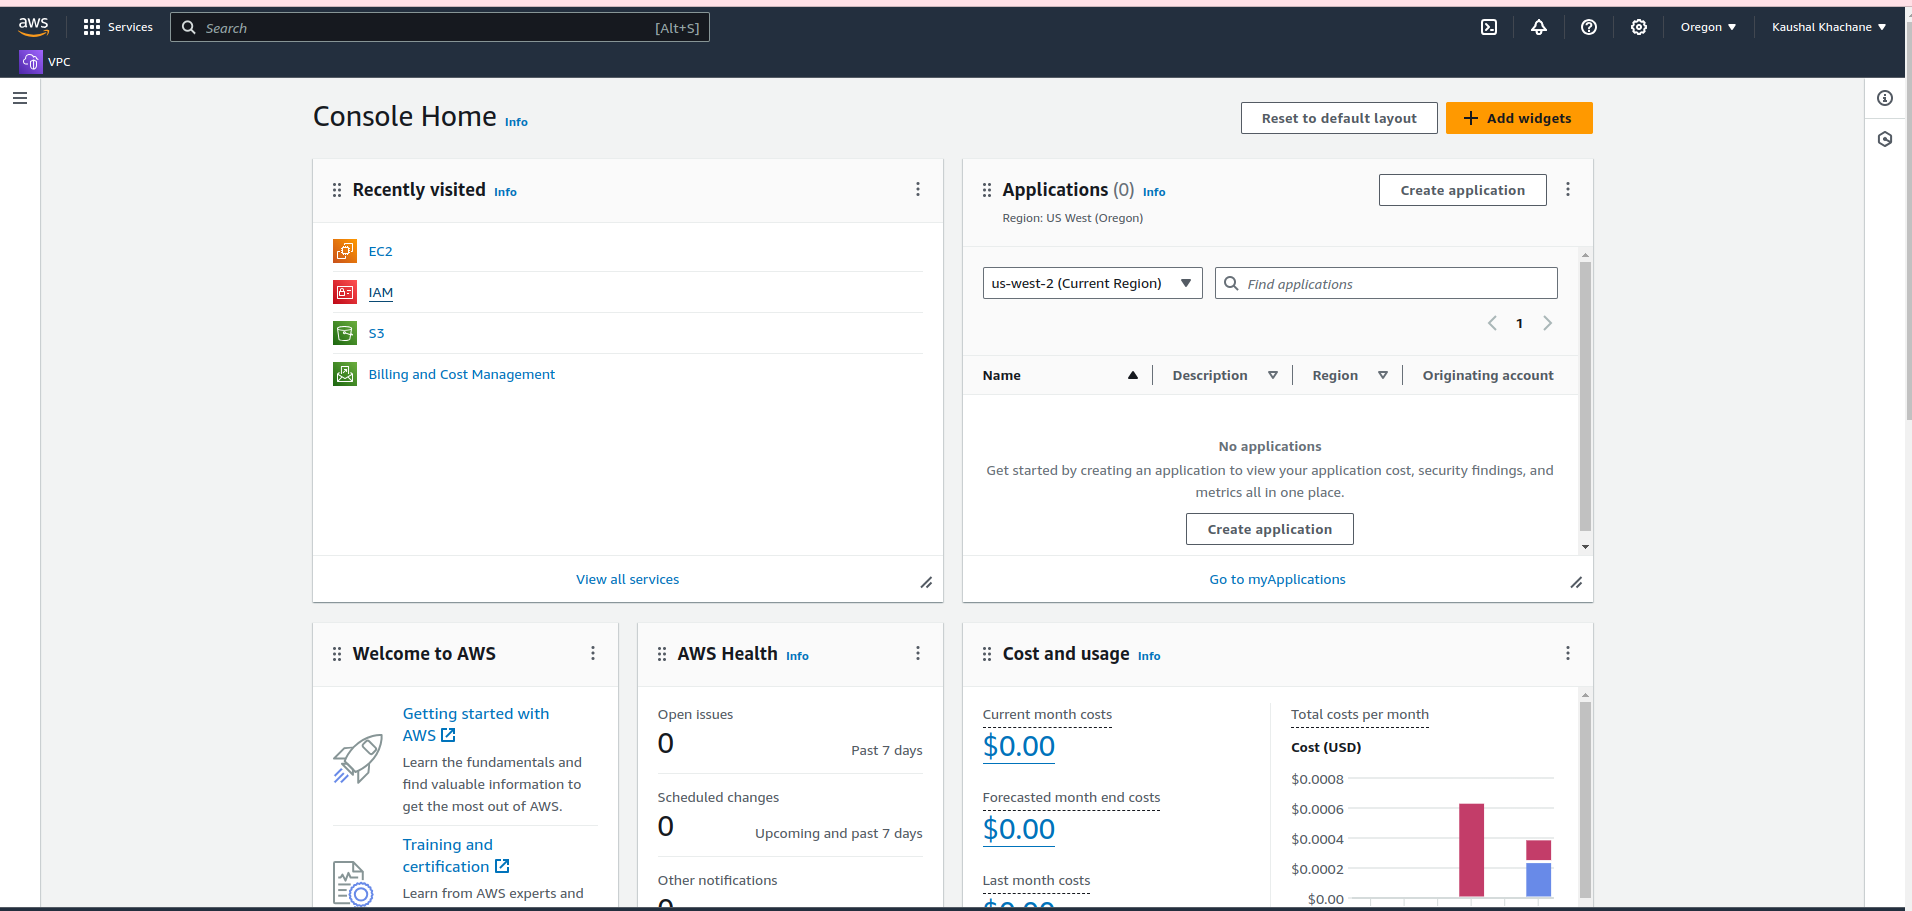 aws
Services
Search
[Alt+S]
Oregon
Kaushal Khachane
VPC
Console Home Info
Reset to default layout
Add widgets
Recently visited Info
EC2
IAM
S3
Billing and Cost Management
View all services
Applications (0) Info
Region: US West (Oregon)
Create application
us-west-2 (Current Region)
Find applications
1
Name
Description
Region
Originating account
No applications
Get started by creating an application to view your application cost, security findings, and
metrics all in one place.
Create application
Go to myApplications
Welcome to AWS
Getting started with
AWS
Learn the fundamentals and
find valuable information to
get the most out of AWS.
Training and
certification
Learn from AWS experts and
AWS Health Info
Open issues
0
Past 7 days
Scheduled changes
0
Upcoming and past 7 days
Other notifications
0
Cost and usage Info
Current month costs
$0.00
Forecasted month end costs
$0.00
Last month costs
$0.00
Total costs per month
Cost (USD)
$0.0008
$0.0006
$0.0004
$0.0002
$0.00